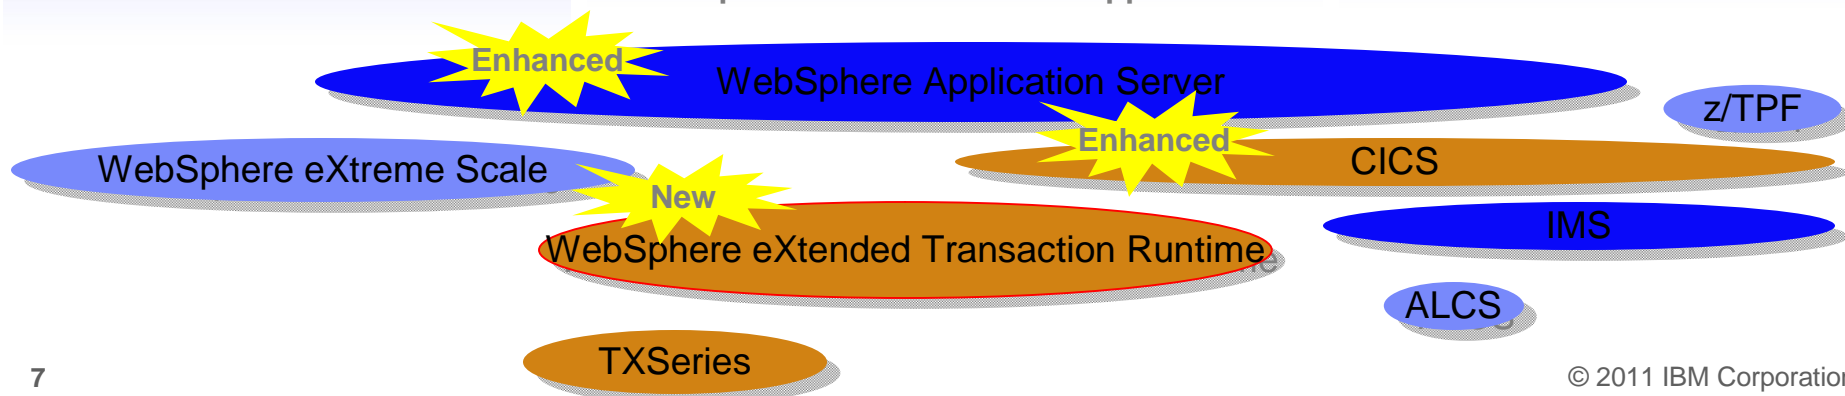 Enhanced
WebSphere Application Server
z/TPF
Enhanced
CICS
WebSphere eXtreme Scale
New
IMS
WebSphere eXtended Transaction Runtime
ALCS
TXSeries
7
© 2011 IBM Corporation